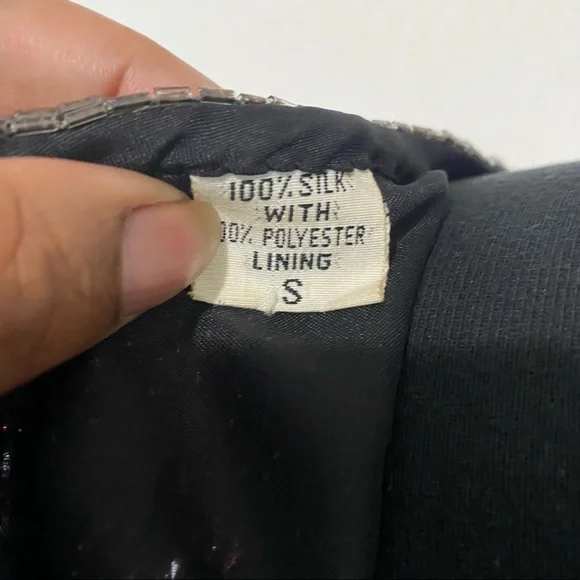 100% SILK
WITH
00% POLYESTER
LINING
S